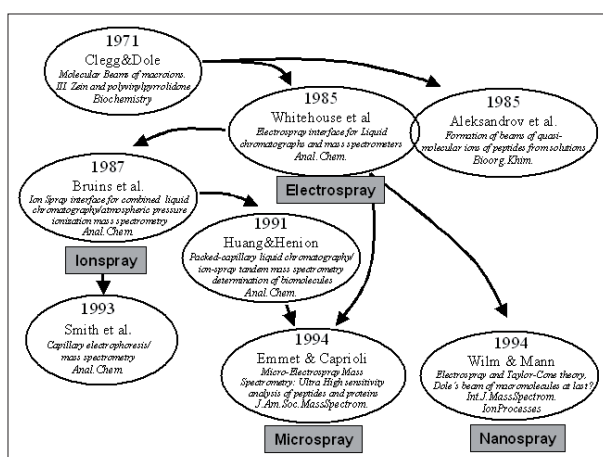 1971
Clegg&Dole
Molecular Beams of macroions.
III. Zein and polyvinylpyrrolidone
Biochemistry
1985
Whitehouse et al
Electrospray interface for Liquid
chromatographs and mass spectrometers
Anal. Chem.
1985
Aleksandrov et al.
Formation of beams of quasi-
molecular ions of peptides from solutions
Bioorg.Khim.
Electrospray
1987
Bruins et al.
Ion Spray interface for combined liquid
chromatography/atmospheric pressure
ionization mass spectrometry
Anal.Chem.
Ionspray
1991
Huang&Henion
Packed-capillary liquid chromatography/
ion-spray tandem mass spectrometry
determination of biomolecules
Anal.Chem.
1993
Smith et al.
Capillary electrophoresis/
mass spectrometry
Anal.Chem.
1994
Emmet & Caprioli
Micro-Electrospray Mass
Spectrometry: Ultra High sensitivity
analysis of peptides and proteins
J.Am.Soc.MassSpectrom.
Microspray
1994
Wilm & Mann
Electrospray and Taylor-Cone theory,
Dole's beam of macromolecules at last?
Int.J.MassSpectrom.
IonProcesses
Nanospray